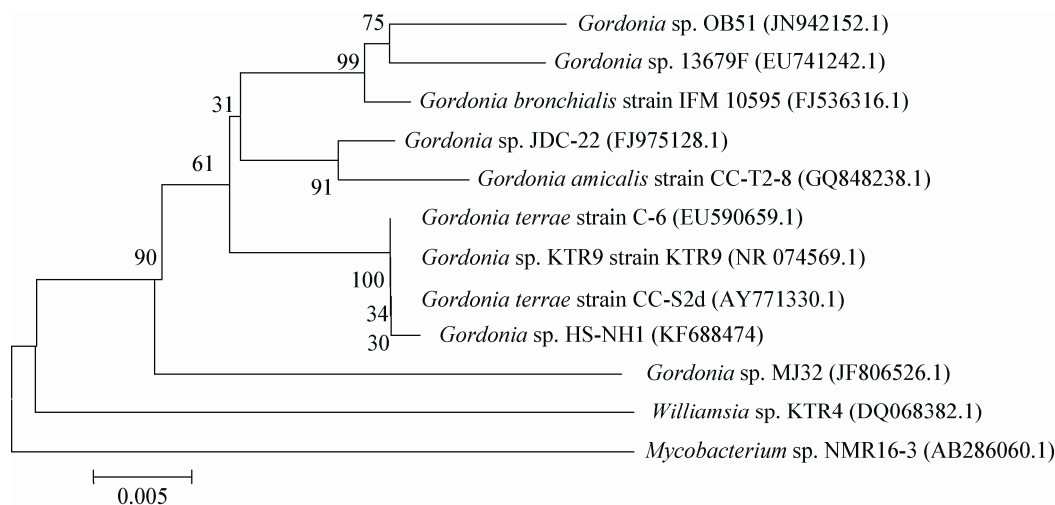 75
Gordonia sp. OB51 (JN942152.1)
99
Gordonia sp. 13679F (EU741242.1)
Gordonia bronchialis strain IFM 10595 (FJ536316.1)
31
Gordonia sp. JDC-22 (FJ975128.1)
61
91
Gordonia amicalis strain CC-T2-8 (GQ848238.1)
Gordonia terrae strain C-6 (EU590659.1)
90
Gordonia sp. KTR9 strain KTR9 (NR 074569.1)
100
Gordonia terrae strain CC-S2d (AY771330.1)
34
Gordonia sp. HS-NH1 (KF688474)
30
Gordonia sp. MJ32 (JF806526.1)
Williamsia sp. KTR4 (DQ068382.1)
Mycobacterium sp. NMR16-3 (AB286060.1)
0.005